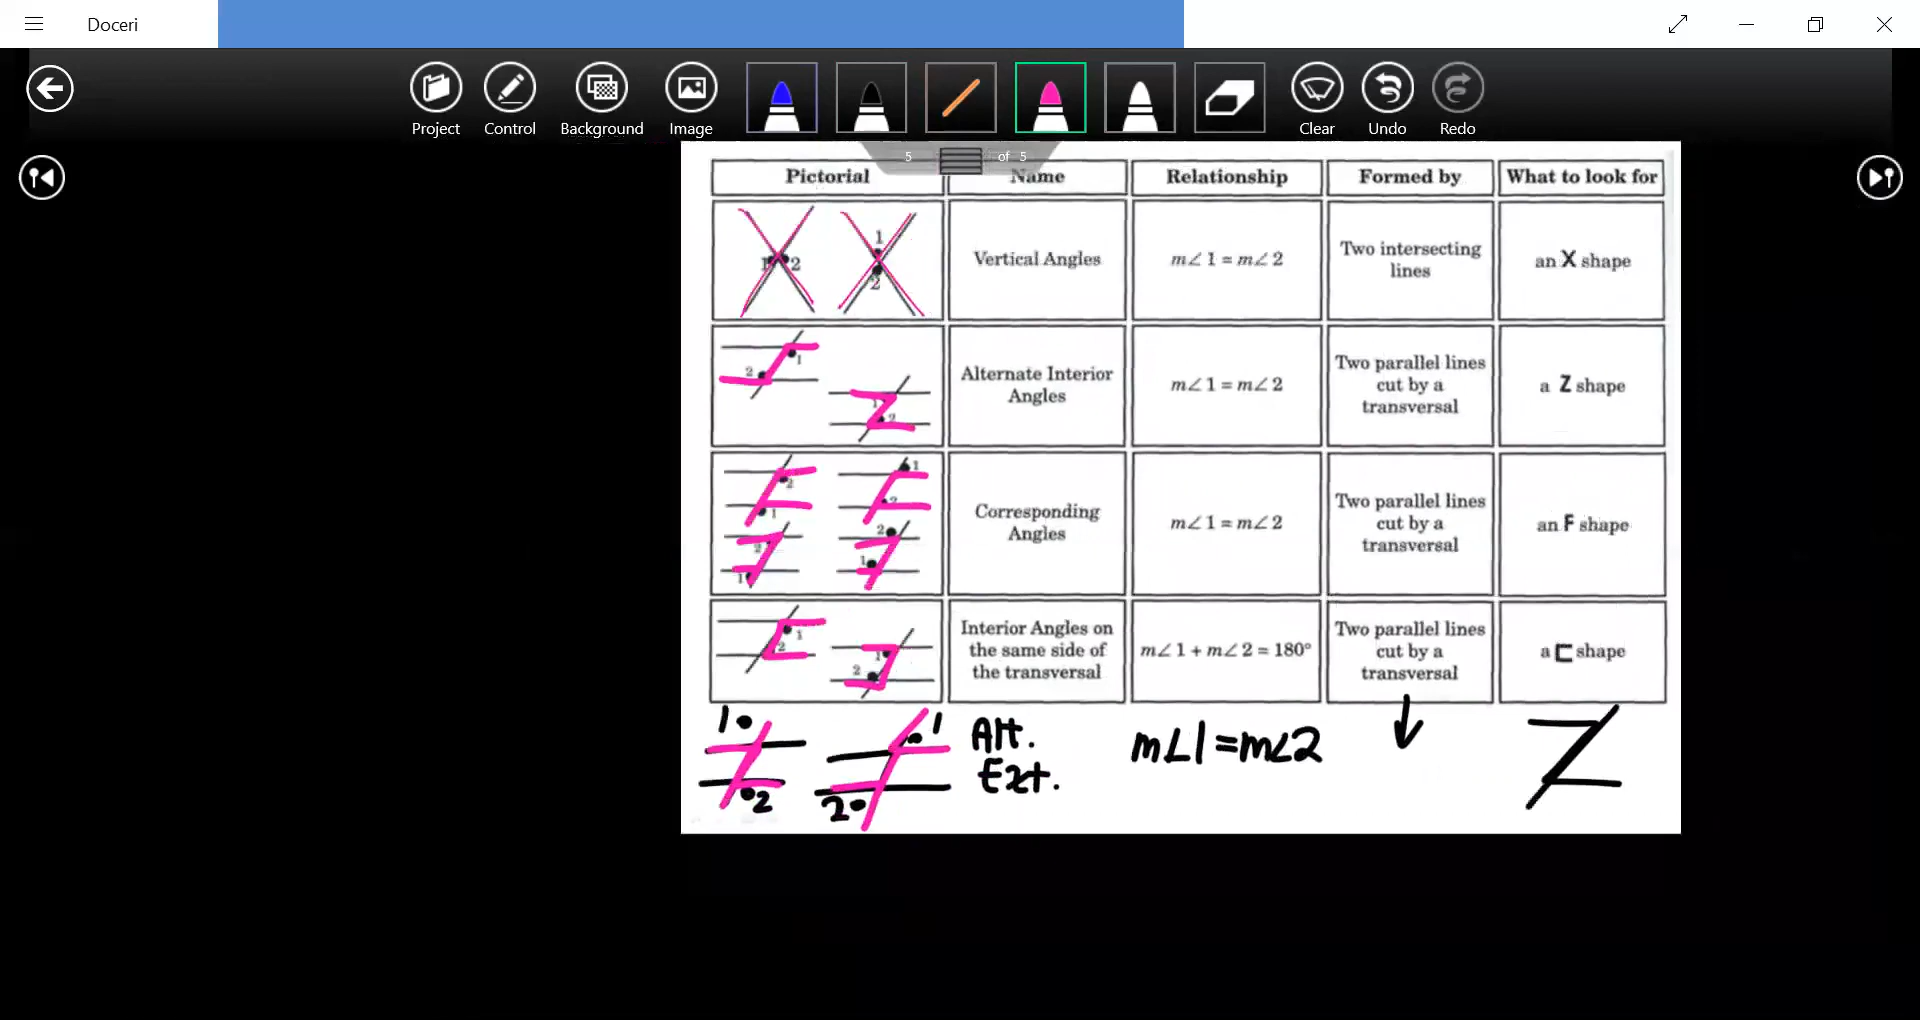 Doceri
Project
Control
Background
Image
Clear
Undo
Redo
5 of 5
Pictorial
Name
Relationship
Formed by
What to look for
1 2
1
2
Vertical Angles
m∠1 = m∠2
Two intersecting
lines
an X shape
1
2
1
2
Alternate Interior
Angles
m∠1 = m∠2
Two parallel lines
cut by a
transversal
a Z shape
2
1
1
2
2
1
2
1
Corresponding
Angles
m∠1 = m∠2
Two parallel lines
cut by a
transversal
an F shape
1
2
1
2
Interior Angles on
the same side of
the transversal
m∠1 + m∠2 = 180°
Two parallel lines
cut by a
transversal
a ⊏ shape
1
2
1
2
Alt.
Ext.
m∠1=m∠2
Z